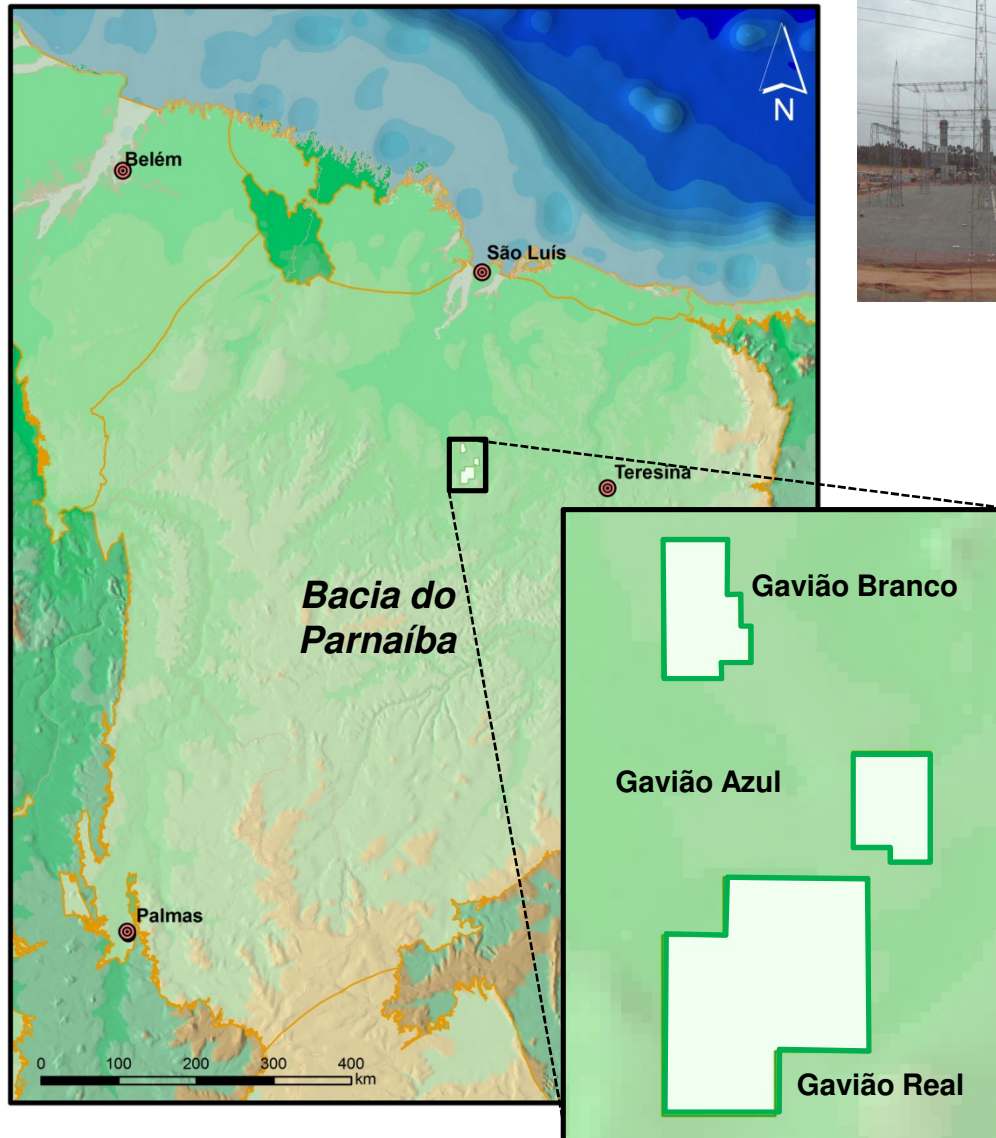 N
Belém
São Luís
Teresina
Bacia do
Parnaíba
Gavião Branco
Gavião Azul
Palmas
Gavião Real
0 100 200 300 400
km